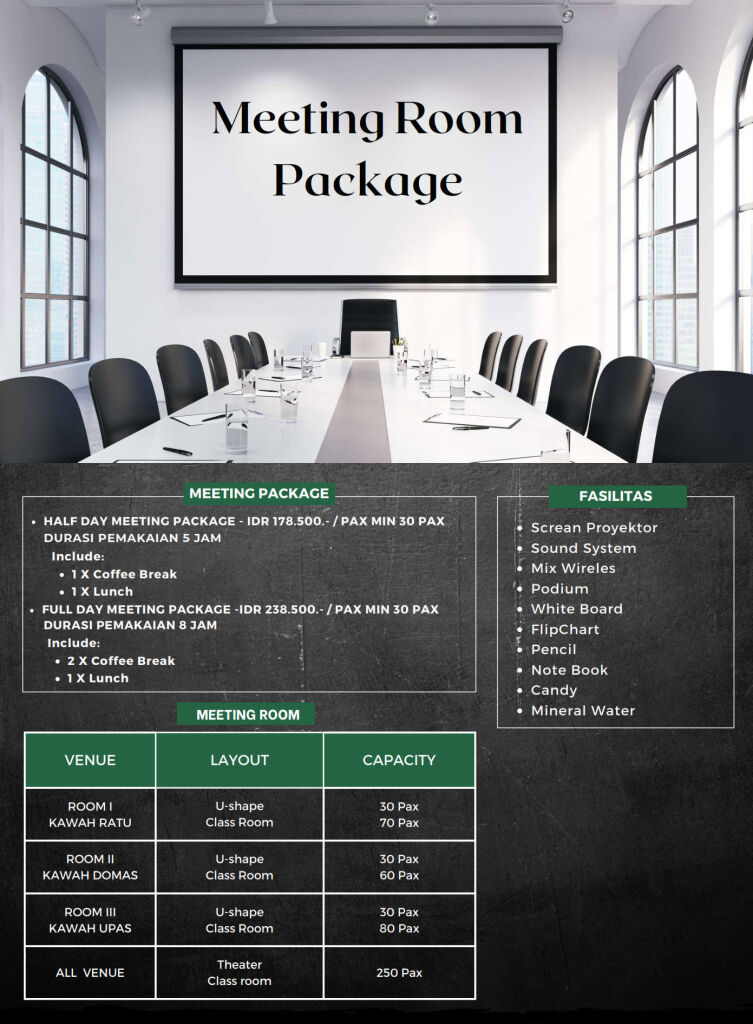 Meeting Room
Package
MEETING PACKAGE
HALF DAY MEETING PACKAGE - IDR 178.500.- / PAX MIN 30 PAX
DURASI PEMAKAIAN 5 JAM
Include:
1 X Coffee Break
1 X Lunch
FULL DAY MEETING PACKAGE -IDR 238.500.- / PAX MIN 30 PAX
DURASI PEMAKAIAN 8 JAM
Include:
2 X Coffee Break
1 X Lunch
FASILITAS
Screan Proyektor
Sound System
Mix Wireles
Podium
White Board
FlipChart
Pencil
Note Book
Candy
Mineral Water
MEETING ROOM
VENUE LAYOUT CAPACITY
ROOM I U-shape 30 Pax
KAWAH RATU Class Room 70 Pax
ROOM II U-shape 30 Pax
KAWAH DOMAS Class Room 60 Pax
ROOM III U-shape 30 Pax
KAWAH UPAS Class Room 80 Pax
ALL VENUE Theater 250 Pax
Class room